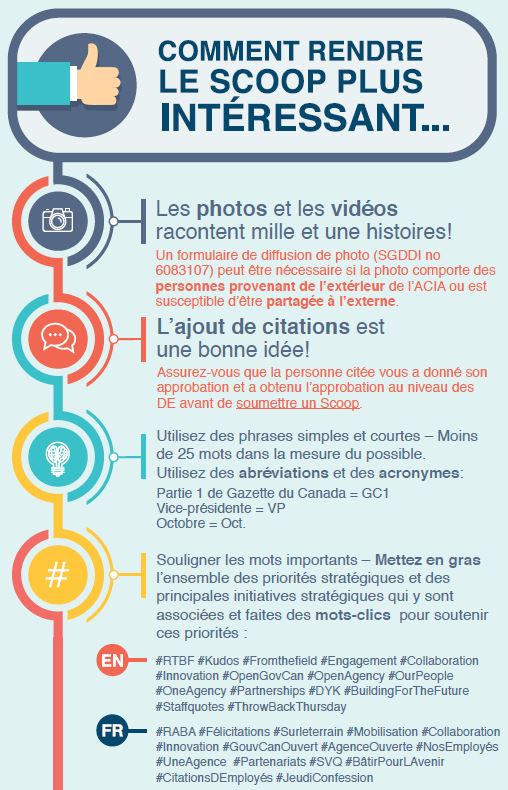 COMMENT RENDRE
LE SCOOP PLUS
INTÉRESSANT...
Les photos et les vidéos
racontent mille et une histoires!
Un formulaire de diffusion de photo (SGDDI no
6083107) peut être nécessaire si la photo comporte des
personnes provenant de l'extérieur de l'ACIA ou est
susceptible d'être partagée à l'externe.
L'ajout de citations est
une bonne idée!
Assurez-vous que la personne citée vous a donné son
approbation et a obtenu l'approbation au niveau des
DE avant de soumettre un Scoop.
Utilisez des phrases simples et courtes – Moins
de 25 mots dans la mesure du possible.
Utilisez des abréviations et des acronymes:
Partie 1 de Gazette du Canada = GC1
Vice-présidente = VP
Octobre = Oct.
#
Souligner les mots importants – Mettez en gras
l'ensemble des priorités stratégiques et des
principales initiatives stratégiques qui y sont
associées et faites des mots-clics pour soutenir
ces priorités :
EN
#RTBF #Kudos #Fromthefield #Engagement #Collaboration
#Innovation #OpenGovCan #OpenAgency #OurPeople
#OneAgency #Partnerships #DYK #BuildingForTheFuture
#Staffquotes #ThrowBackThursday
FR
#RABA #Félicitations #Surleterrain #Mobilisation #Collaboration
#Innovation #GouvCanOuvert #AgenceOuverte #NosEmployés
#UneAgence #Partenariats #SVQ #BâtirPourLAvenir
#CitationsDEmployés #JeudiConfession